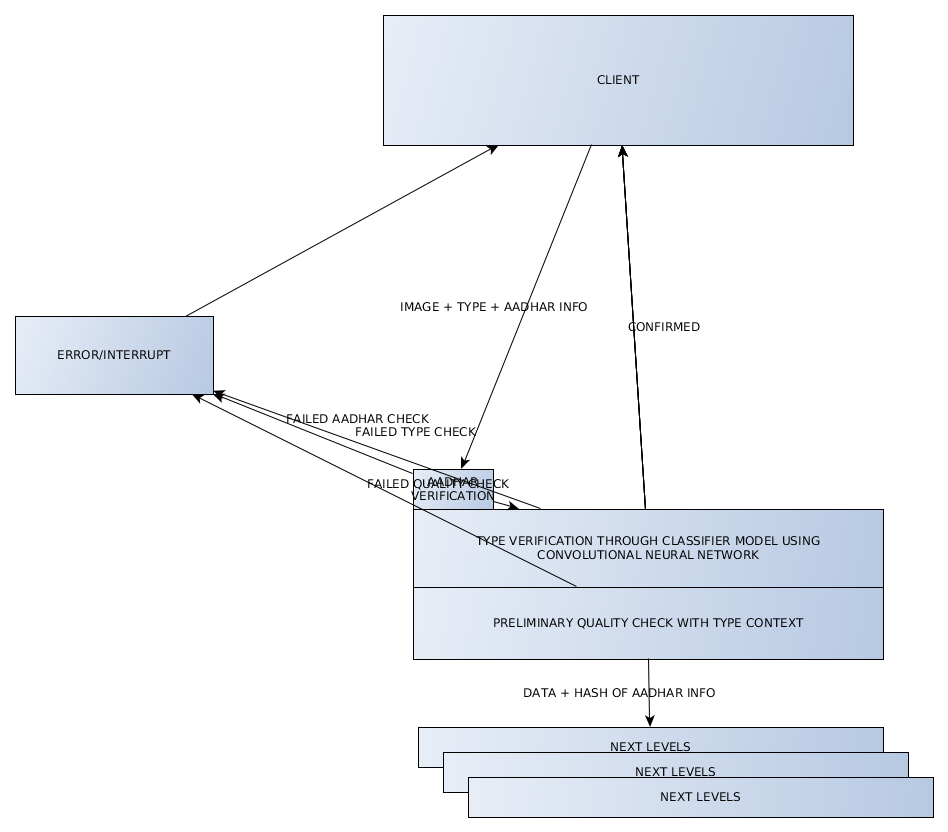 CLIENT
IMAGE + TYPE + AADHAR INFO
CONFIRMED
ERROR/INTERRUPT
FAILED AADHAR CHECK
FAILED TYPE CHECK
FAILED QUALITY CHECK
AADHAR
VERIFICATION
TYPE VERIFICATION THROUGH CLASSIFIER MODEL USING
CONVOLUTIONAL NEURAL NETWORK
PRELIMINARY QUALITY CHECK WITH TYPE CONTEXT
DATA + HASH OF AADHAR INFO
NEXT LEVELS
NEXT LEVELS
NEXT LEVELS